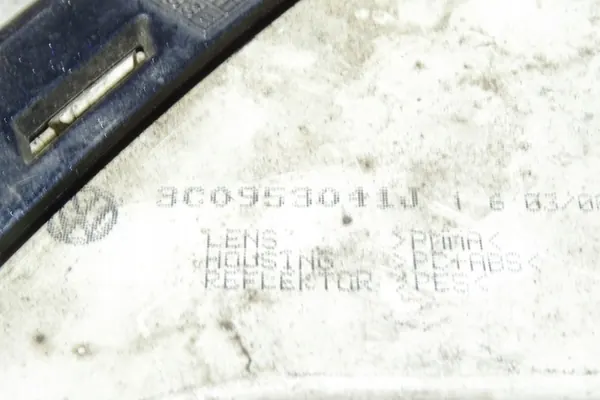 3C0953041J
LENS >PMMA<
HOUSING >PC+ABS<
REFLEKTOR >PES<